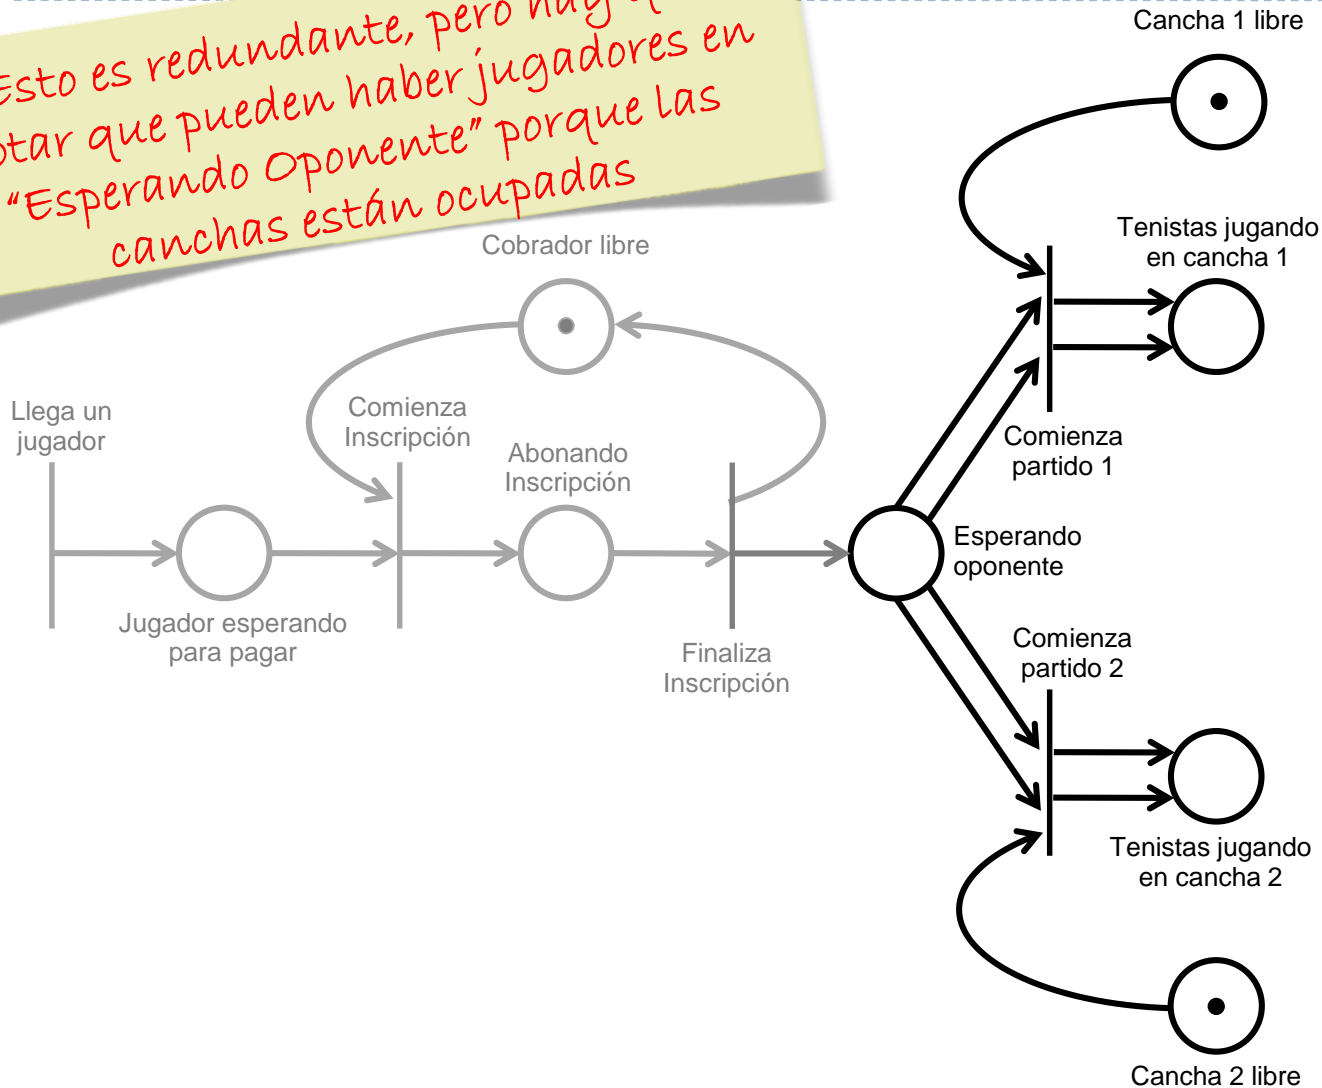 Esto es redundante, pero hay
que pueden haber jugadores en
“Esperando Oponente” porque las
canchas están ocupadas
Cancha 1 libre
Tenistas jugando
en cancha 1
Cobrador libre
Llega un
jugador
Comienza
Inscripción
Abonando
Inscripción
Comienza
partido 1
Esperando
oponente
Jugador esperando
para pagar
Finaliza
Inscripción
Comienza
partido 2
Tenistas jugando
en cancha 2
Cancha 2 libre